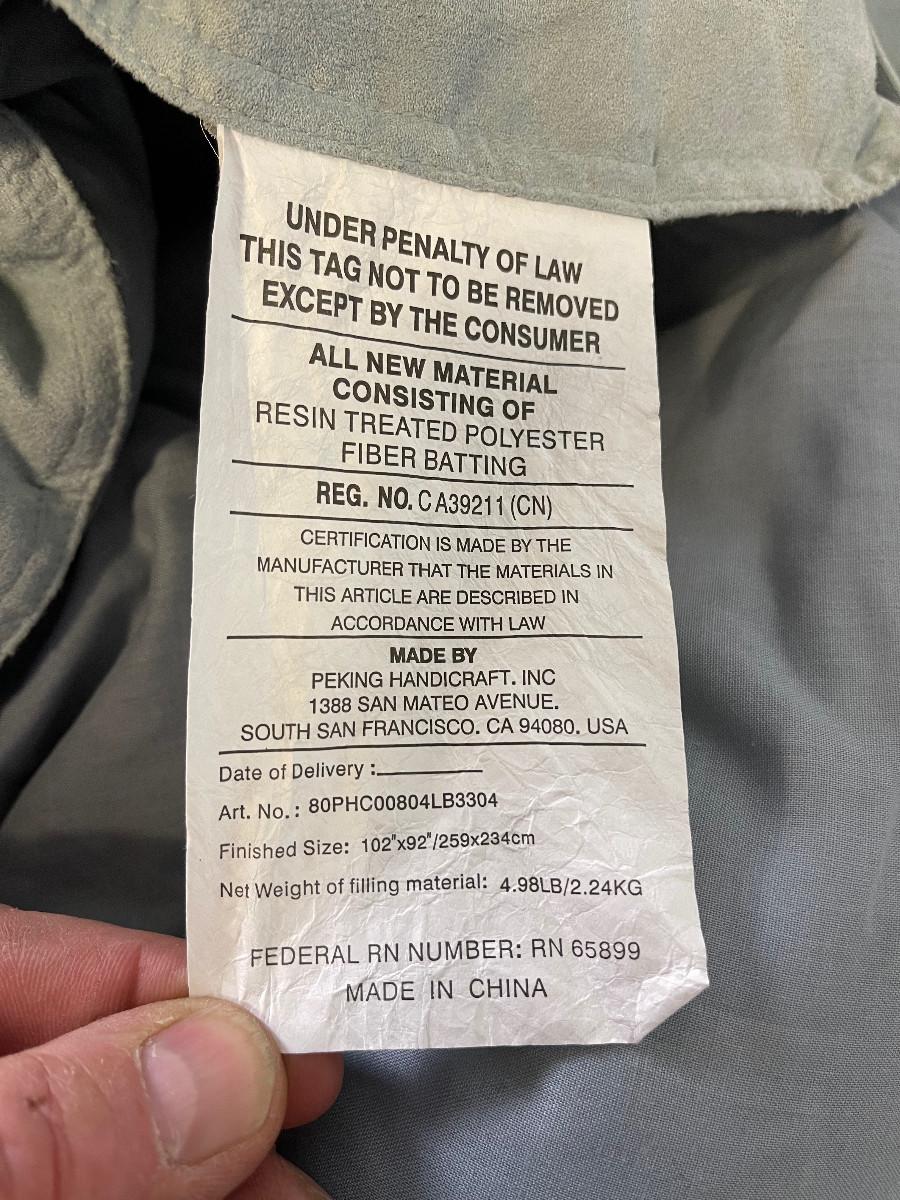 UNDER PENALTY OF LAW
THIS TAG NOT TO BE REMOVED
EXCEPT BY THE CONSUMER
ALL NEW MATERIAL
CONSISTING OF
RESIN TREATED POLYESTER
FIBER BATTING
REG. NO. CA39211 (CN)
CERTIFICATION IS MADE BY THE
MANUFACTURER THAT THE MATERIALS IN
THIS ARTICLE ARE DESCRIBED IN
ACCORDANCE WITH LAW
MADE BY
PEKING HANDICRAFT. INC
1388 SAN MATEO AVENUE.
SOUTH SAN FRANCISCO. CA 94080. USA
Date of Delivery :
Art. No.: 80PHC00804LB3304
Finished Size: 102"x92"/259x234cm
Net Weight of filling material: 4.98LB/2.24KG
FEDERAL RN NUMBER: RN 65899
MADE IN CHINA